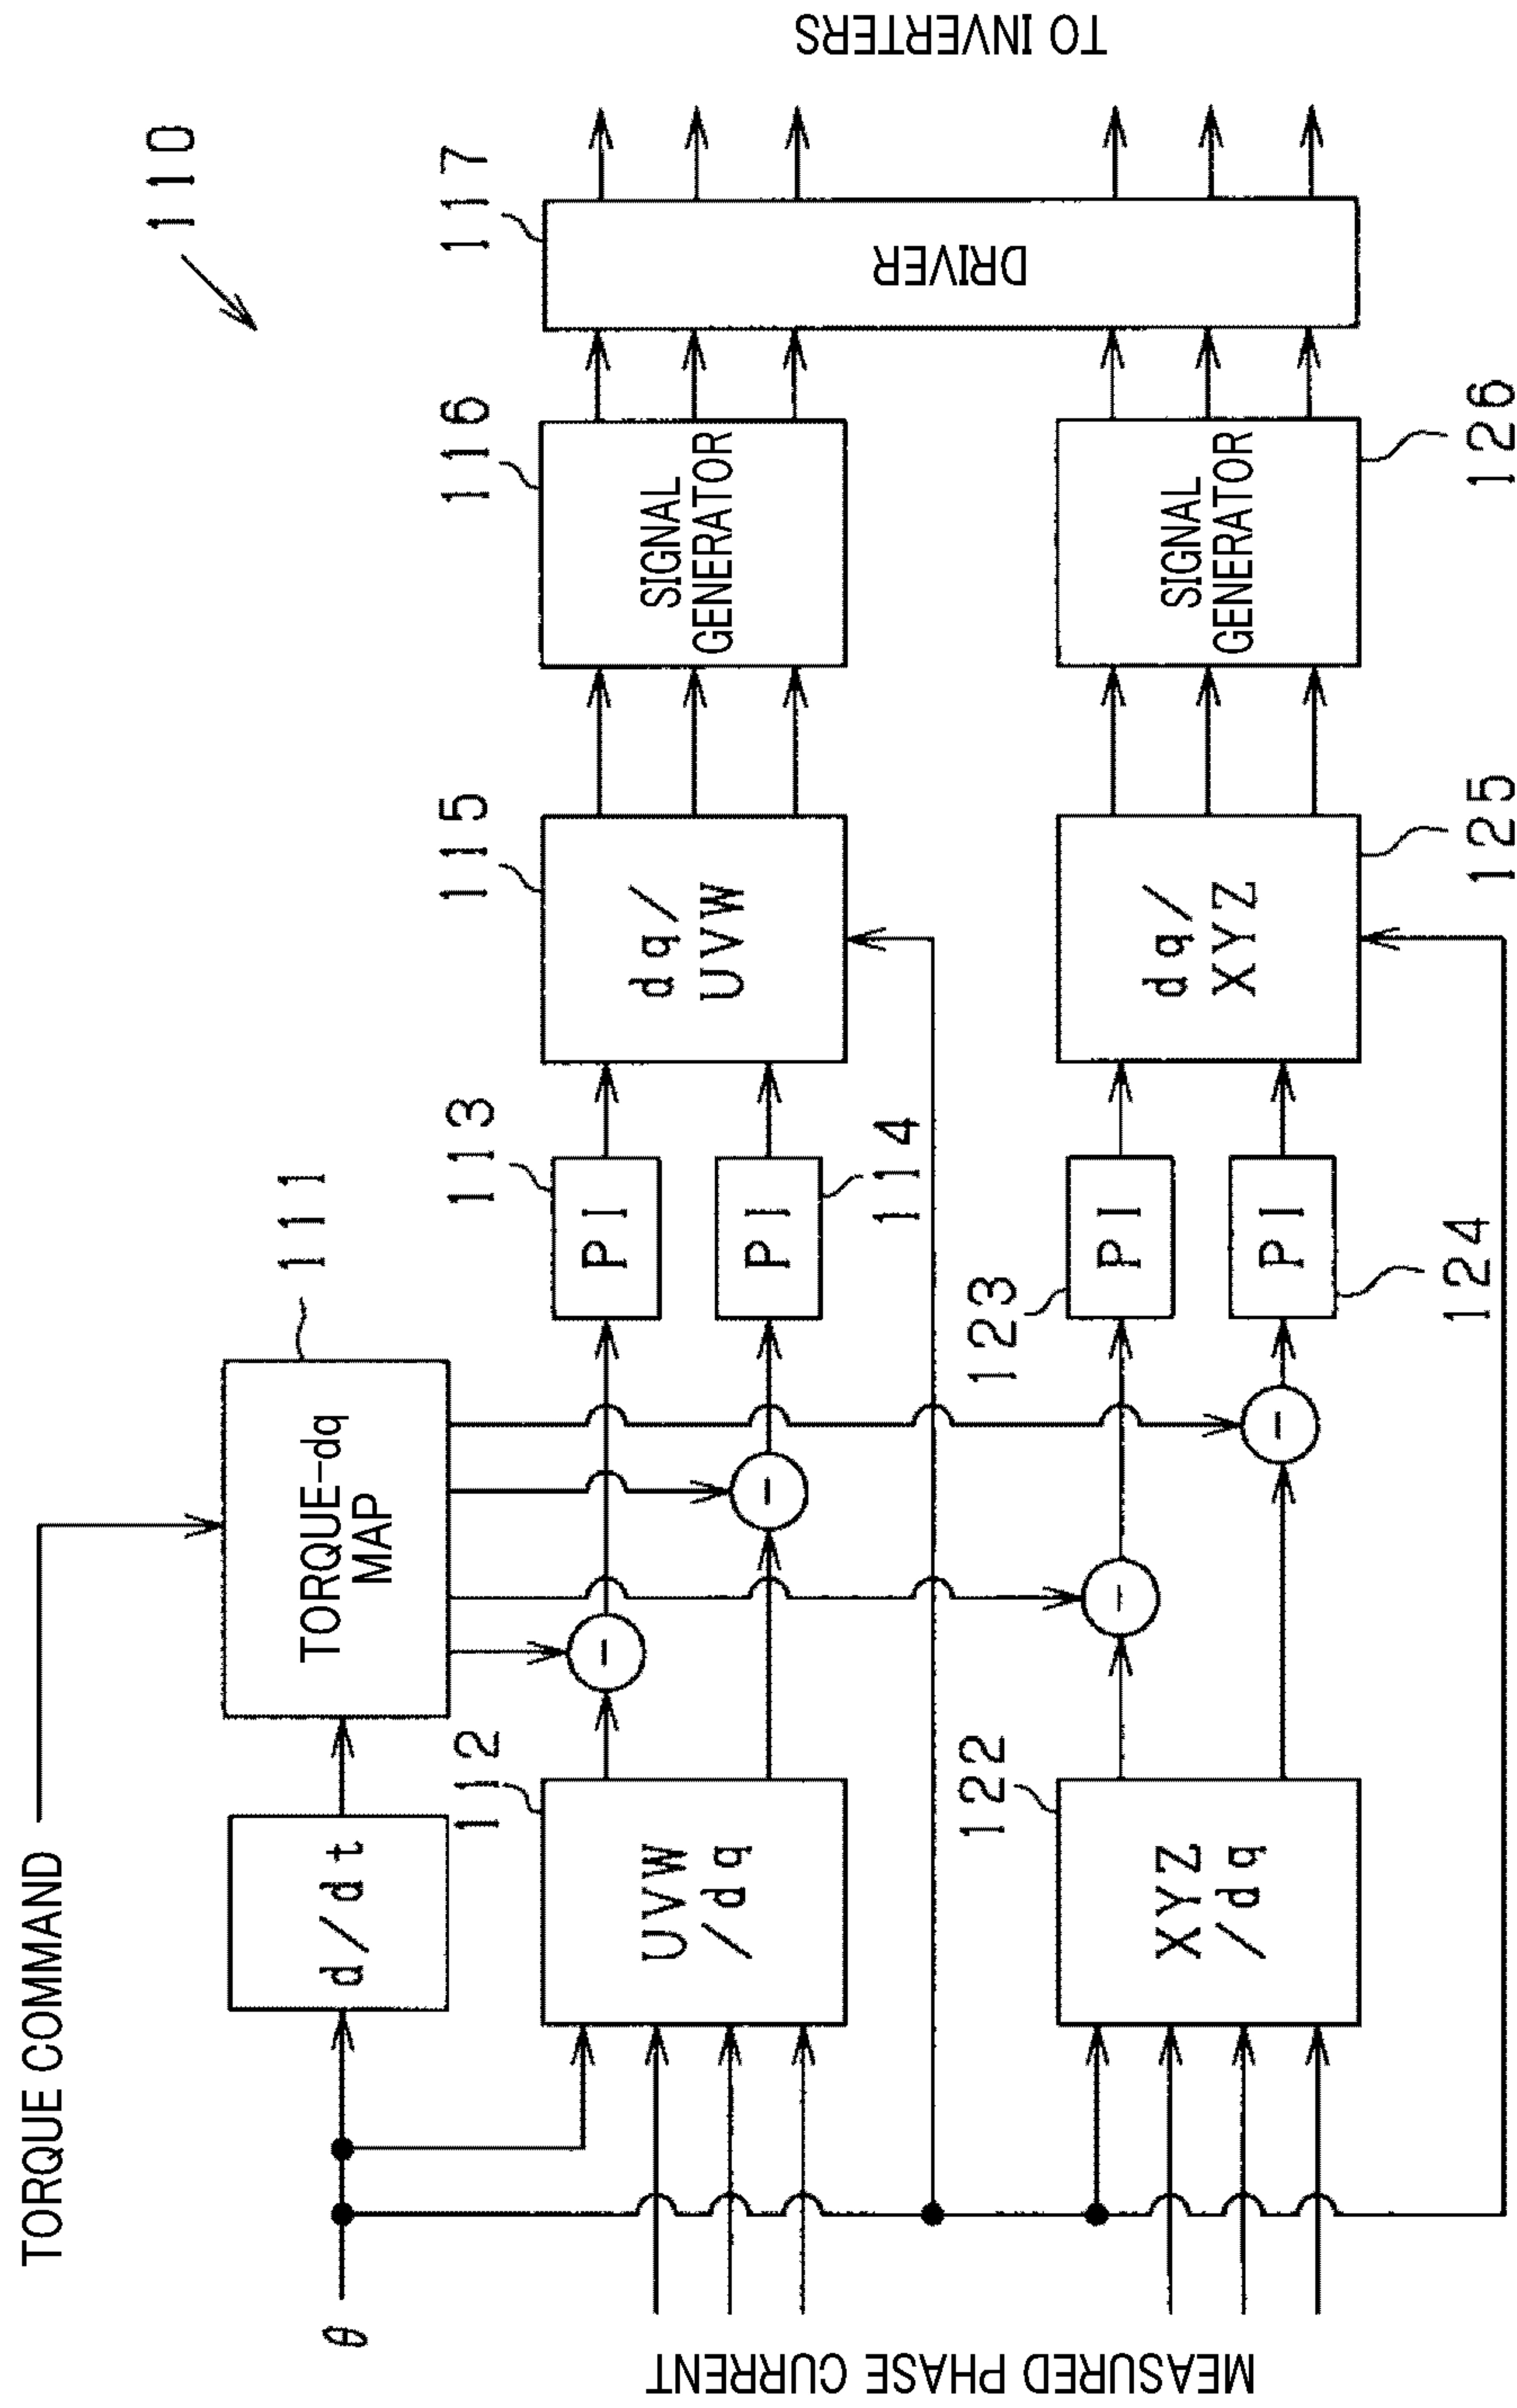 110
TORQUE COMMAND
111
TORQUE-dq
MAP
d/dt
θ
112
UVW
/dq
113
PI
114
PI
115
dq/
UVW
116
SIGNAL
GENERATOR
117
DRIVER
TO INVERTERS
MEASURED PHASE CURRENT
122
XYZ
/dq
123
PI
124
PI
125
dq/
XYZ
126
SIGNAL
GENERATOR